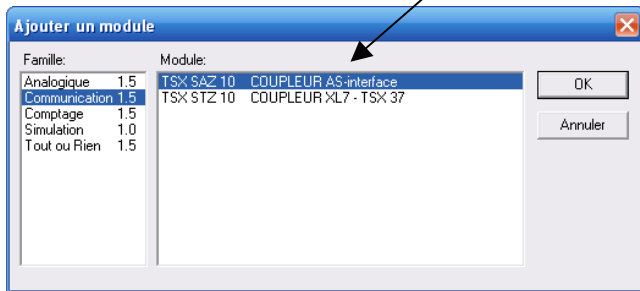 Ajouter un module
Famille: Module:
Analogique 1.5
Communication 1.5
Comptage 1.5
Simulation 1.0
Tout ou Rien 1.5
TSX SAZ 10 COUPLEUR AS-interface
TSX STZ 10 COUPLEUR XL7 - TSX 37
OK
Annuler